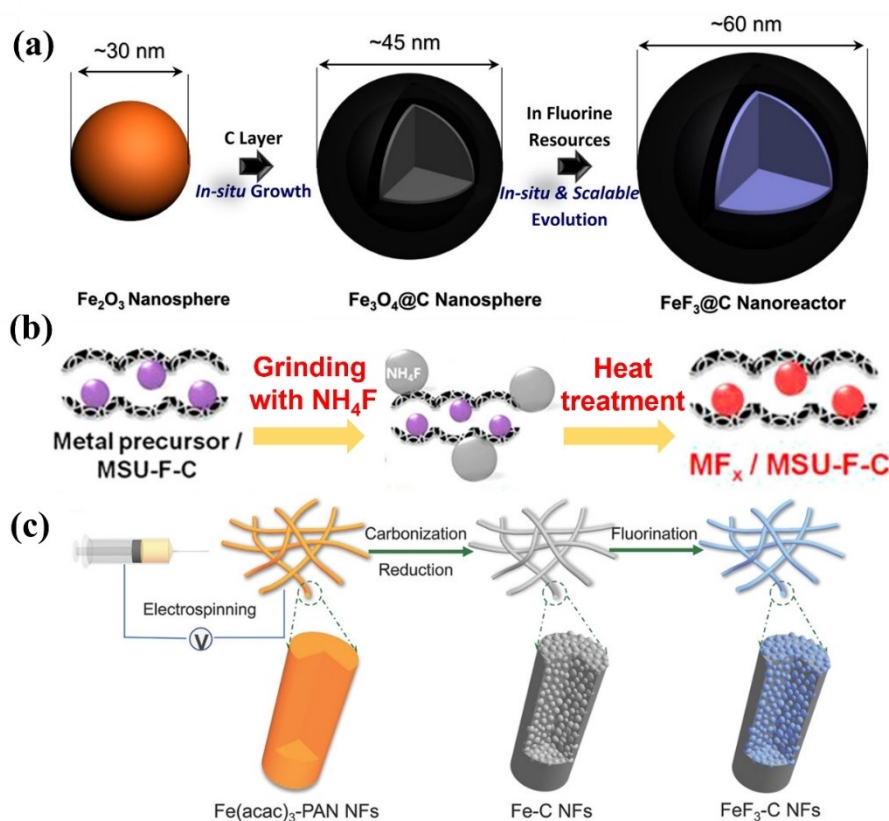 (a)
~30 nm
~45 nm
~60 nm
C Layer
In-situ Growth
In Fluorine
Resources
In-situ & Scalable
Evolution
Fe₂O₃ Nanosphere
Fe₃O₄@C Nanosphere
FeF₃@C Nanoreactor
(b)
Metal precursor /
MSU-F-C
Grinding
with NH₄F
NH₄F
Heat
treatment
MFₓ / MSU-F-C
(c)
Electrospinning
V
Carbonization
Reduction
Fluorination
Fe(acac)₃-PAN NFs
Fe-C NFs
FeF₃-C NFs